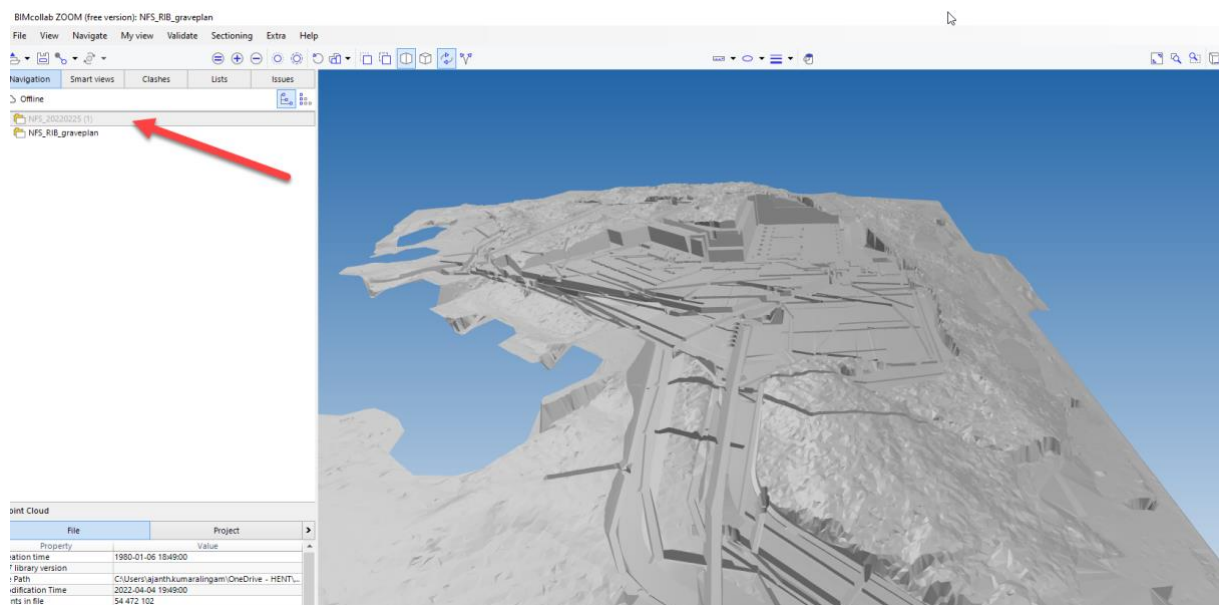 BIMcollab ZOOM (free version): NFS_RIB_graveplan
File View Navigate My view Validate Sectioning Extra Help
Navigation Smart views Clashes Lists Issues
Offline
NFS_20220225 (1)
NFS_RIB_graveplan
oint Cloud
File Project
Property Value
eation time 1980-01-06 18:49:00
library version
Path C:\Users\ajanth.kumaralingam\OneDrive - HENT\...
odification Time 2022-04-04 19:49:00
nts in file 54 472 102